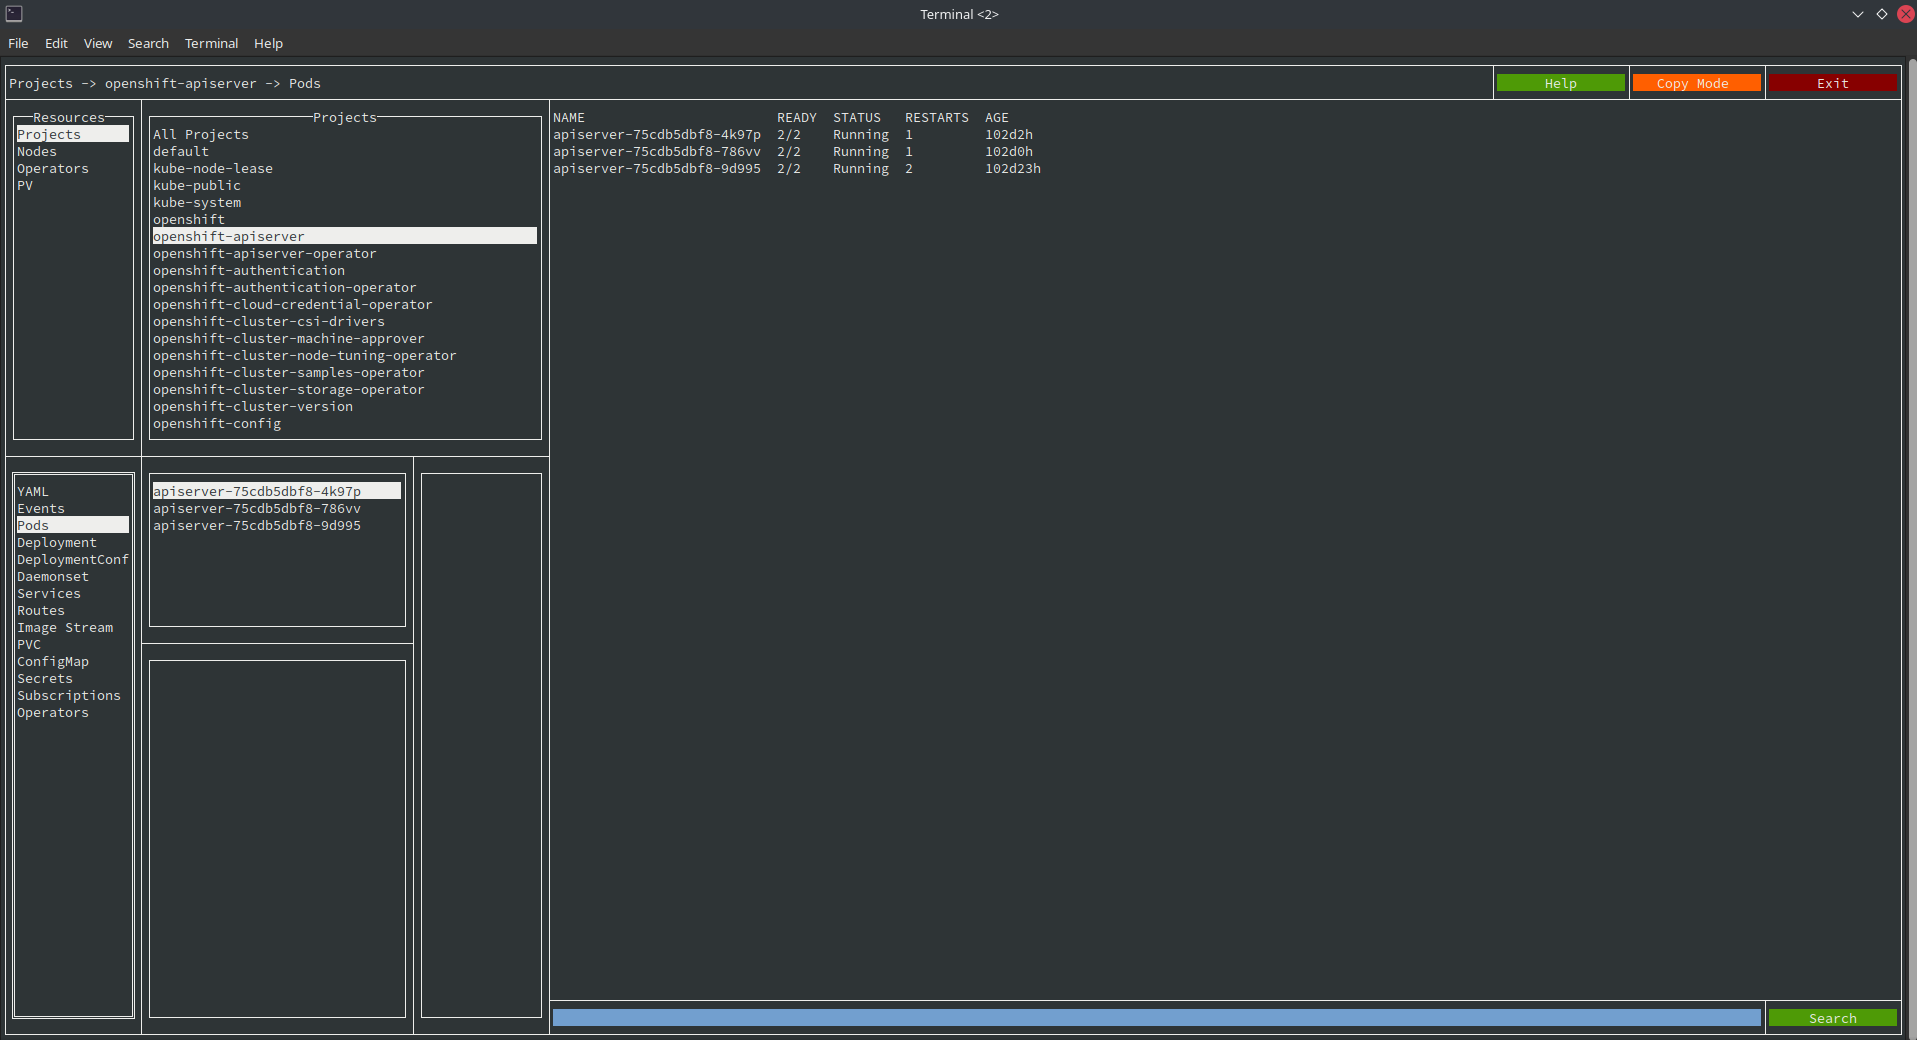 Terminal <2>
File Edit View Search Terminal Help
Projects -> openshift-apiserver -> Pods
Help
Copy Mode
Exit
Resources
Projects
Nodes
Operators
PV
Projects
All Projects
default
kube-node-lease
kube-public
kube-system
openshift
openshift-apiserver
openshift-apiserver-operator
openshift-authentication
openshift-authentication-operator
openshift-cloud-credential-operator
openshift-cluster-csi-drivers
openshift-cluster-machine-approver
openshift-cluster-node-tuning-operator
openshift-cluster-samples-operator
openshift-cluster-storage-operator
openshift-cluster-version
openshift-config
NAME READY STATUS RESTARTS AGE
apiserver-75cdb5dbf8-4k97p 2/2 Running 1 102d2h
apiserver-75cdb5dbf8-786vv 2/2 Running 1 102d0h
apiserver-75cdb5dbf8-9d995 2/2 Running 2 102d23h
YAML
Events
Pods
Deployment
DeploymentConf
Daemonset
Services
Routes
Image Stream
PVC
ConfigMap
Secrets
Subscriptions
Operators
apiserver-75cdb5dbf8-4k97p
apiserver-75cdb5dbf8-786vv
apiserver-75cdb5dbf8-9d995
Search